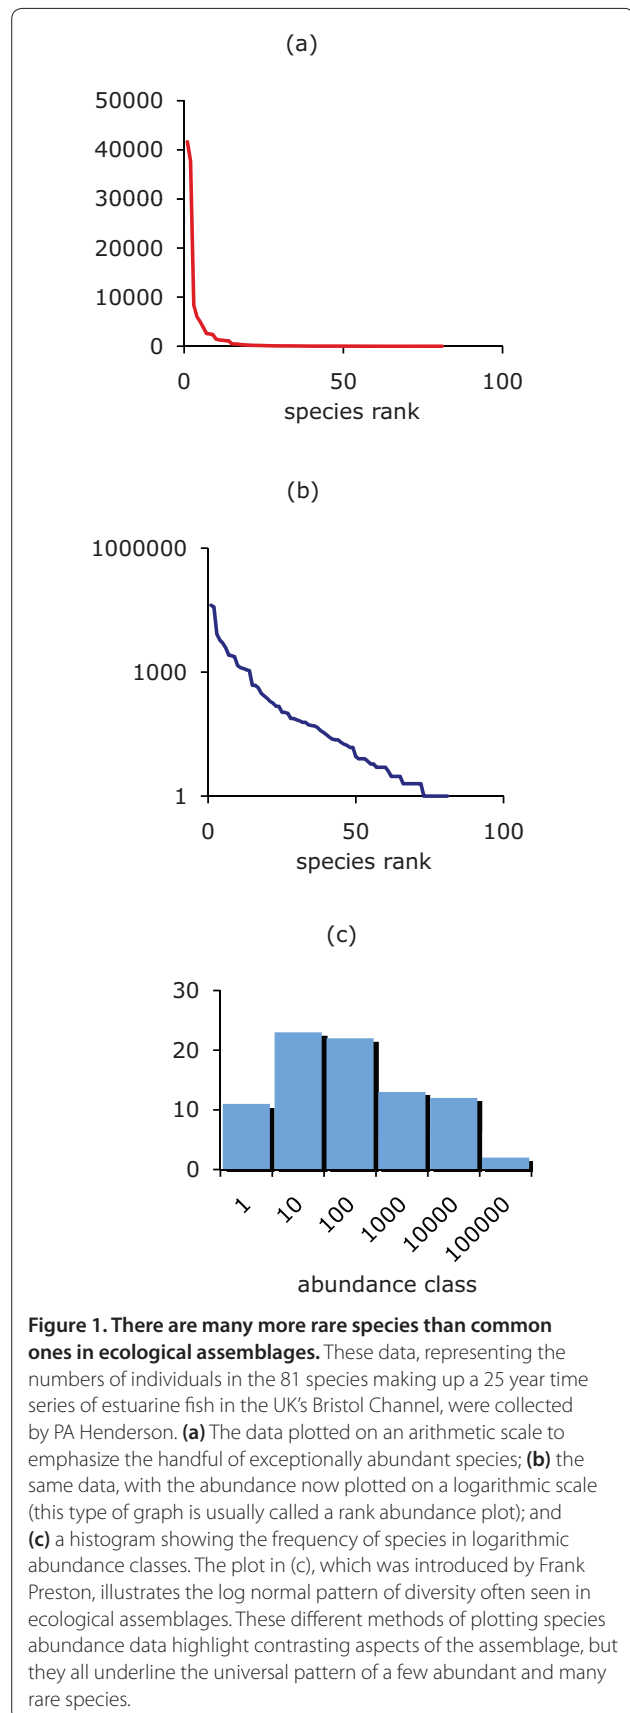 (a)
50000
40000
30000
20000
10000
0
0 50 100
species rank
(b)
1000000
1000
1
0 50 100
species rank
(c)
30
20
10
0
1 10 100 1000 10000 100000
abundance class
Figure 1. There are many more rare species than common
ones in ecological assemblages. These data, representing the
numbers of individuals in the 81 species making up a 25 year time
series of estuarine fish in the UK's Bristol Channel, were collected
by PA Henderson. (a) The data plotted on an arithmetic scale to
emphasize the handful of exceptionally abundant species; (b) the
same data, with the abundance now plotted on a logarithmic scale
(this type of graph is usually called a rank abundance plot); and
(c) a histogram showing the frequency of species in logarithmic
abundance classes. The plot in (c), which was introduced by Frank
Preston, illustrates the log normal pattern of diversity often seen in
ecological assemblages. These different methods of plotting species
abundance data highlight contrasting aspects of the assemblage, but
they all underline the universal pattern of a few abundant and many
rare species.